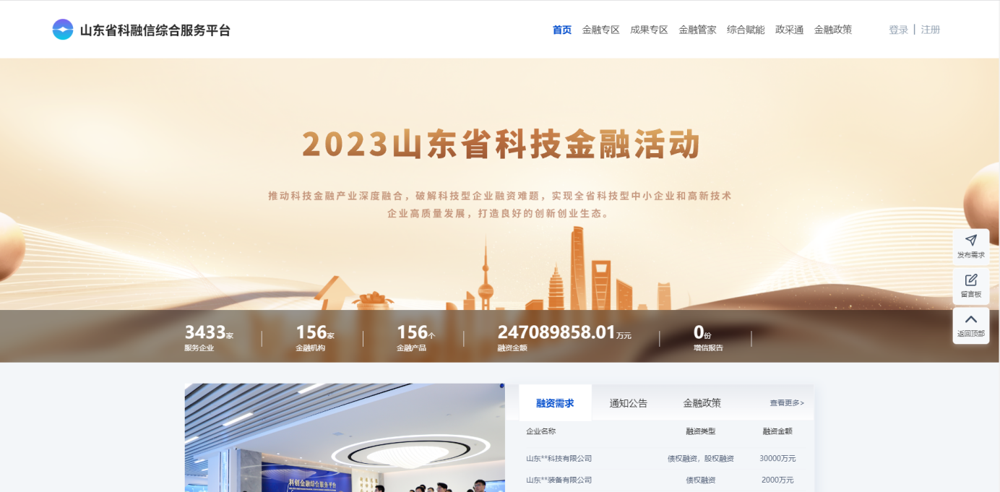 山东省科融信综合服务平台
首页 金融专区 成果专区 金融管家 综合赋能 政采通 金融政策 登录 | 注册
2023山东省科技金融活动
推动科技金融产业深度融合，破解科技型企业融资难题，实现全省科技型中小企业和高新技术
企业高质量发展，打造良好的创新创业生态。
发布需求
留言板
返回顶部
3433家 156家 156个 247089858.01万元 0份
服务企业 金融机构 金融产品 融资金额 增信报告
融资需求 通知公告 金融政策 查看更多>
企业名称 融资类型 融资金额
山东**科技有限公司 债权融资，股权融资 30000万元
山东**装备有限公司 债权融资 2000万元
科创金融综合服务平台